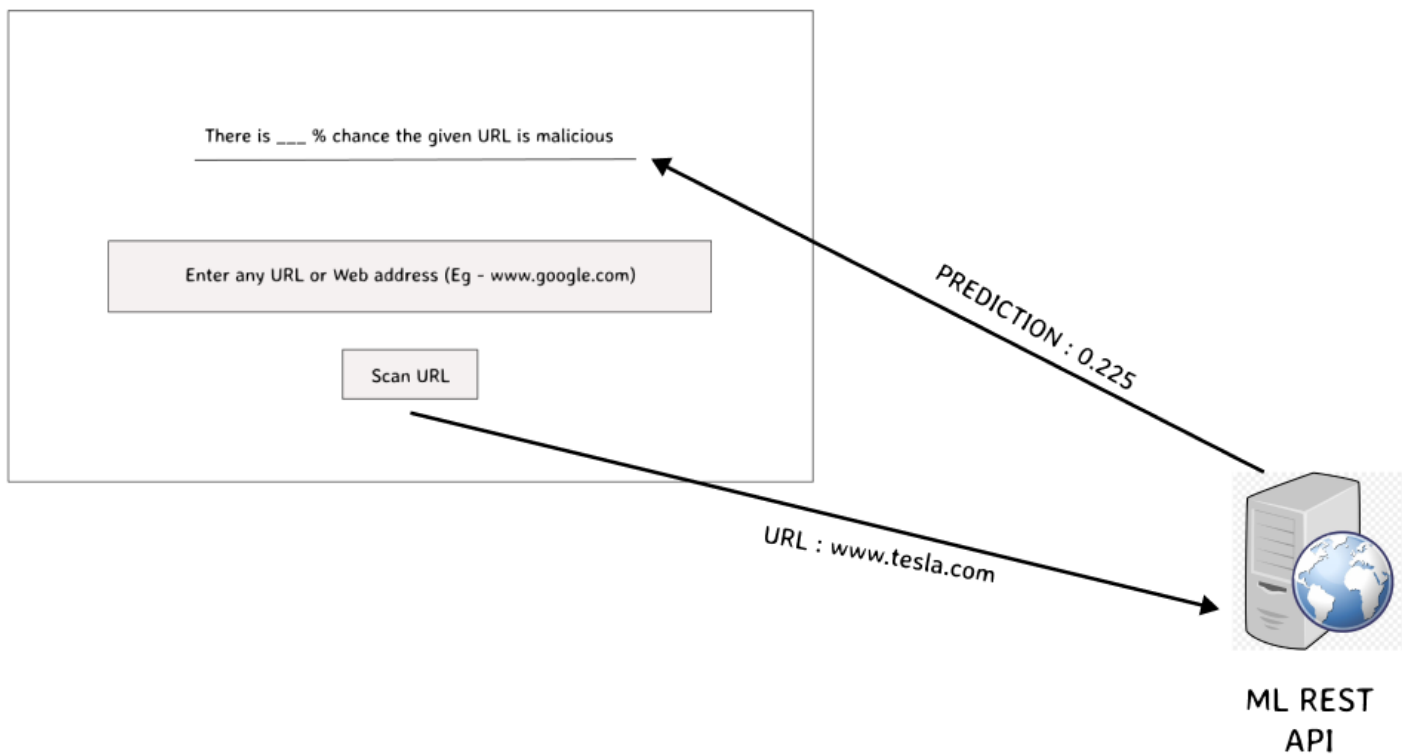 There is ___ % chance the given URL is malicious
Enter any URL or Web address (Eg - www.google.com)
Scan URL
PREDICTION : 0.225
URL : www.tesla.com
ML REST
API